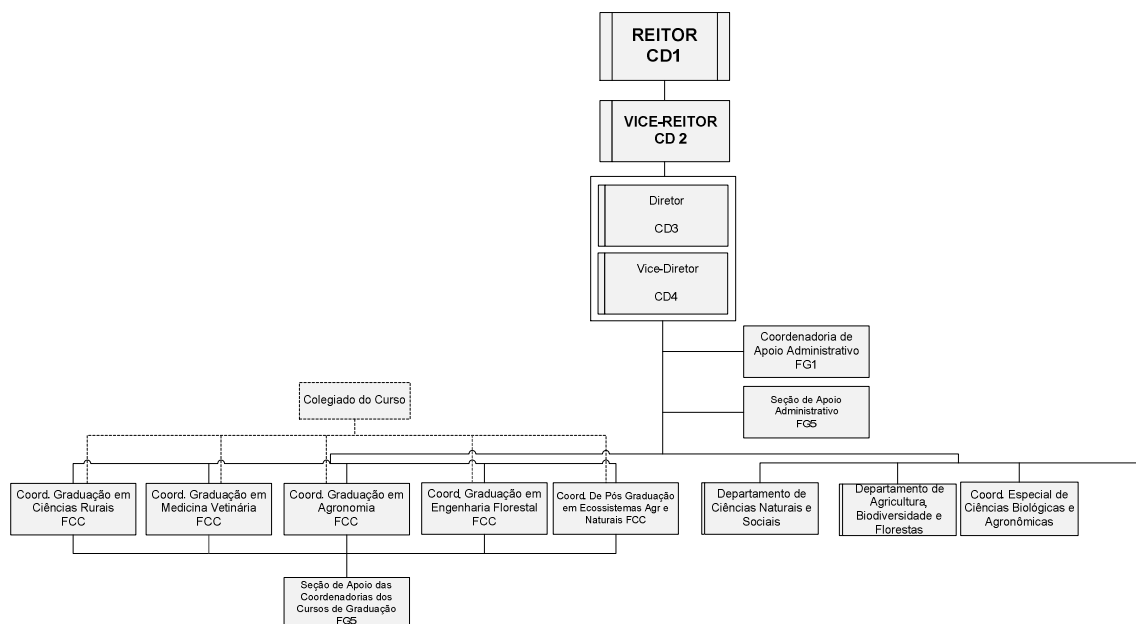 REITOR
CD1
VICE-REITOR
CD 2
Diretor
CD3
Vice-Diretor
CD4
Coordenadoria de
Apoio Administrativo
FG1
Seção de Apoio
Administrativo
FG5
Colegiado do Curso
Coord. Graduação em
Ciências Rurais
FCC
Coord. Graduação em
Medicina Vetinária
FCC
Coord. Graduação em
Agronomia
FCC
Coord. Graduação em
Engenharia Florestal
FCC
Coord. De Pós Graduação
em Ecossistemas Agr e
Naturais FCC
Departamento de
Ciências Naturais e
Sociais
Departamento de
Agricultura,
Biodiversidade e
Florestas
Coord. Especial de
Ciências Biológicas e
Agronômicas
Seção de Apoio das
Coordenadorias dos
Cursos de Graduação
FG5